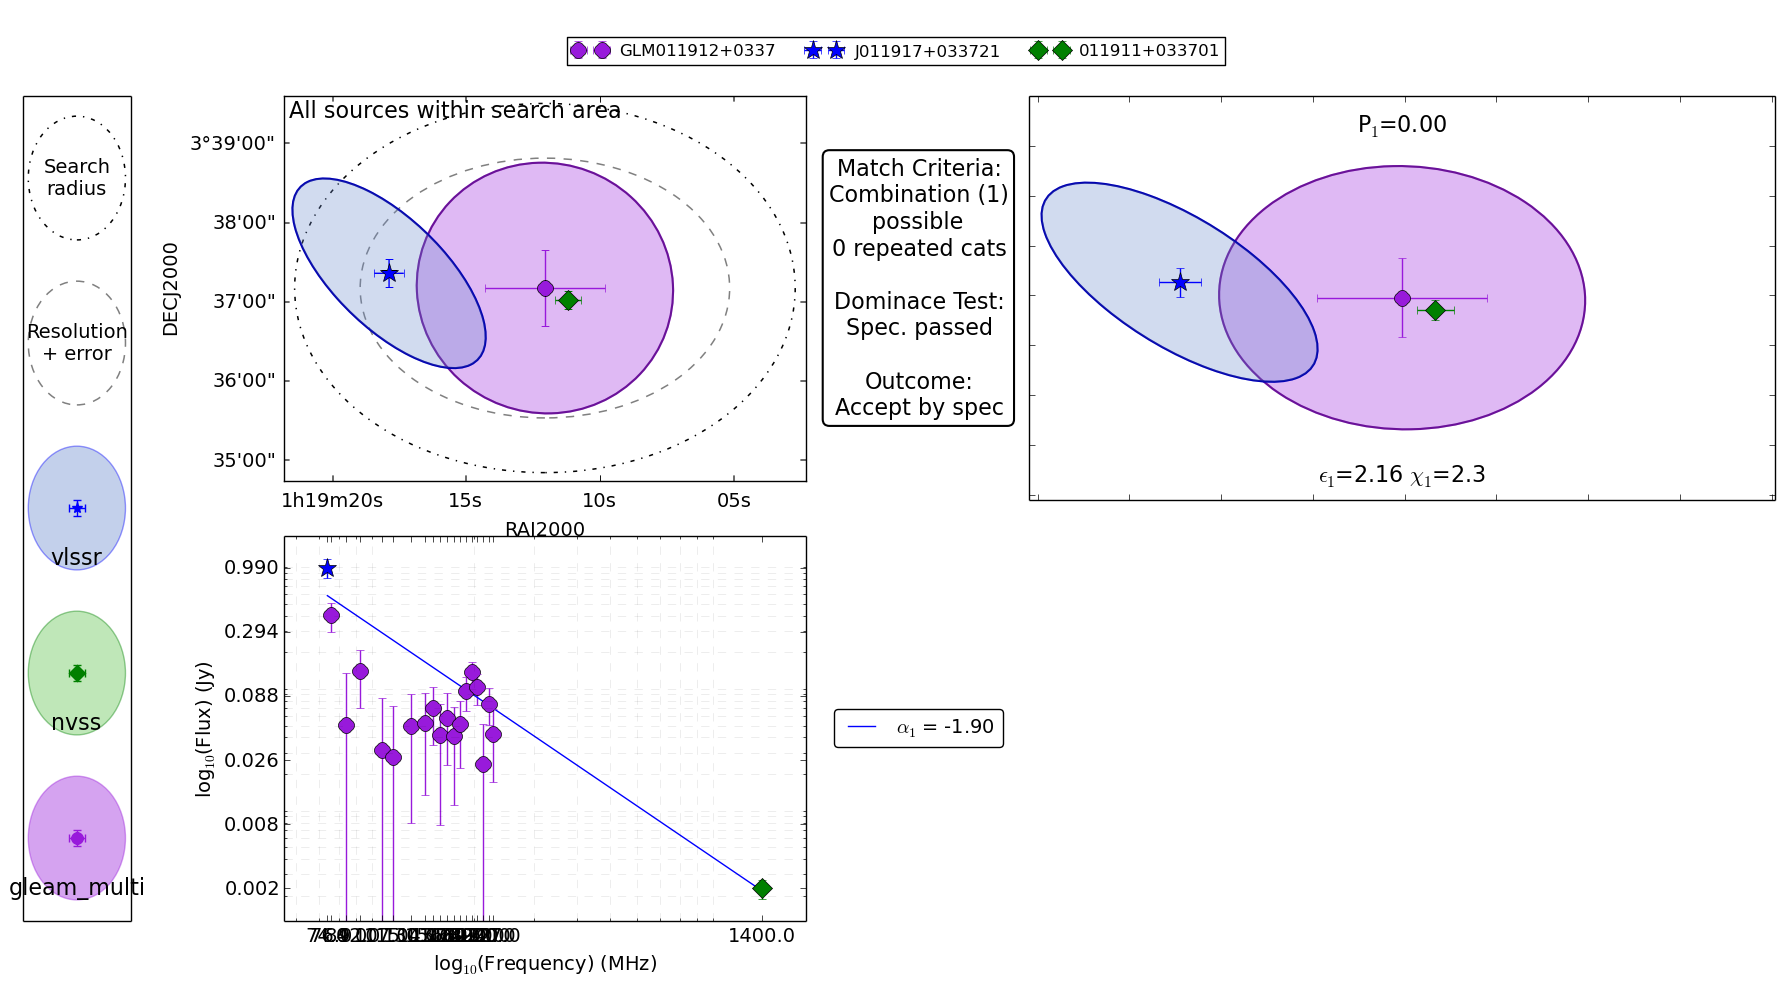 GLM011912+0337 J011917+033721 011911+033701
Search
radius
Resolution
+ error
vlssr
nvss
gleam_multi
All sources within search area
DECJ2000
3°39'00"
38'00"
37'00"
36'00"
35'00"
1h19m20s 15s 10s 05s
RAJ2000
Match Criteria:
Combination (1)
possible
0 repeated cats
Dominace Test:
Spec. passed
Outcome:
Accept by spec
P₁=0.00
ϵ₁=2.16 χ₁=2.3
log₁₀(Flux) (Jy)
0.990
0.294
0.088
0.026
0.008
0.002
1400.0
log₁₀(Frequency) (MHz)
α₁ = -1.90